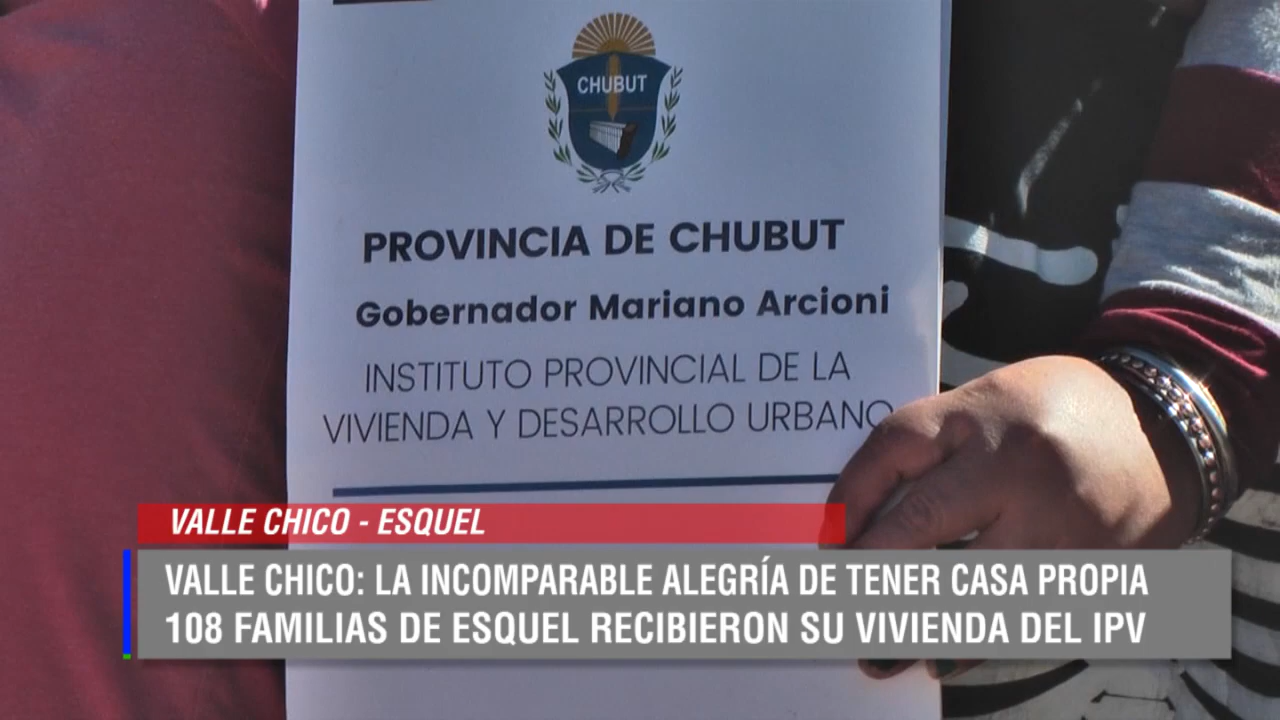 CHUBUT
PROVINCIA DE CHUBUT
Gobernador Mariano Arcioni
INSTITUTO PROVINCIAL DE LA
VIVIENDA Y DESARROLLO URBANO
VALLE CHICO - ESQUEL
VALLE CHICO: LA INCOMPARABLE ALEGRÍA DE TENER CASA PROPIA
108 FAMILIAS DE ESQUEL RECIBIERON SU VIVIENDA DEL IPV